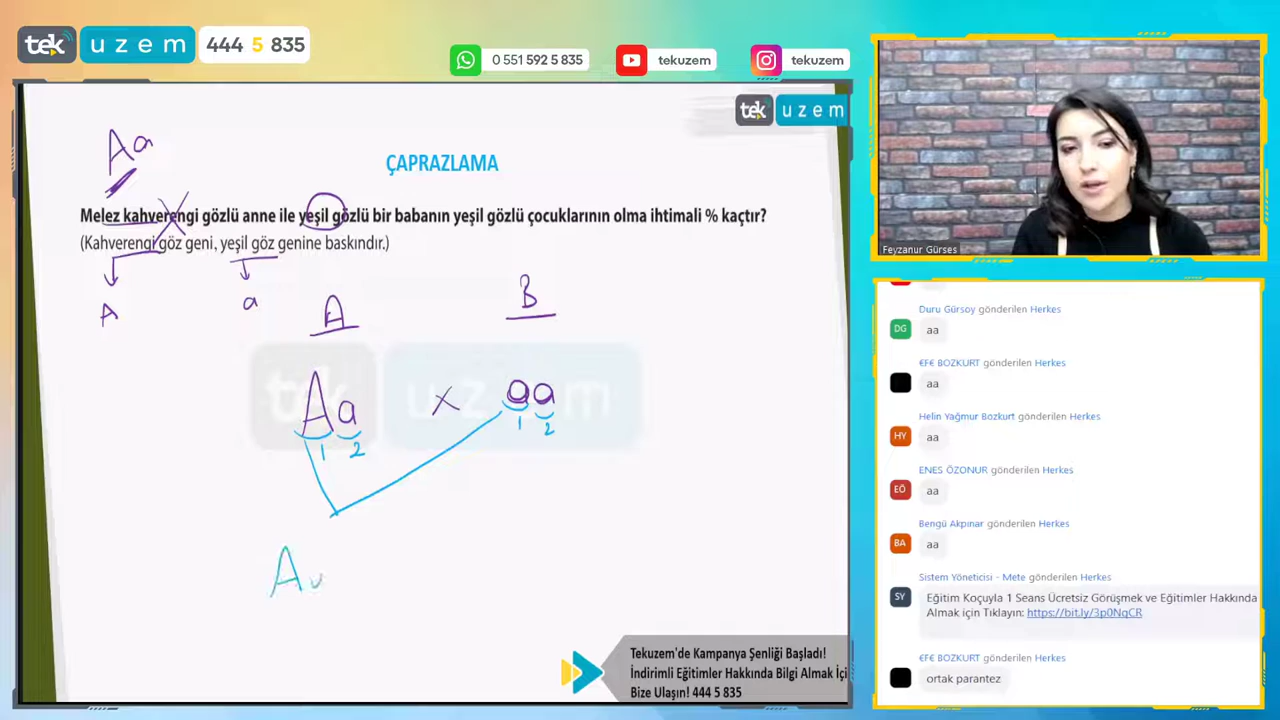 tek uzem 444 5 835
0 551 592 5 835
tekuzem
tekuzem
tek uzem
Aa
ÇAPRAZLAMA
Melez kahverengi gözlü anne ile yeşil gözlü bir babanın yeşil gözlü çocuklarının olma ihtimali % kaçtır?
(Kahverengi göz geni, yeşil göz genine baskındır.)
A
a
A
B
tek uzem
Aa x aa
1 2
1 2
A
Tekuzem'de Kampanya Şenliği Başladı!
İndirimli Eğitimler Hakkında Bilgi Almak İçi
Bize Ulaşın! 444 5 835
Feyzanur Gürses
Duru Gürsoy gönderilen Herkes
DG
aa
€F€ BOZKURT gönderilen Herkes
aa
Helin Yağmur Bozkurt gönderilen Herkes
HY
aa
ENES ÖZONUR gönderilen Herkes
EÖ
aa
Bengü Akpınar gönderilen Herkes
BA
aa
Sistem Yöneticisi - Mete gönderilen Herkes
SY
Eğitim Koçuyla 1 Seans Ücretsiz Görüşmek ve Eğitimler Hakkında
Almak için Tıklayın: https://bit.ly/3p0NqCR
€F€ BOZKURT gönderilen Herkes
ortak parantez